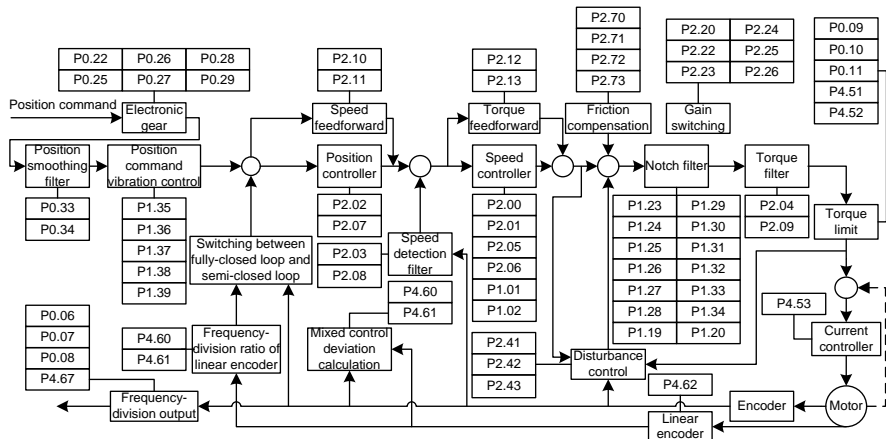 P0.22 P0.26 P0.28
P0.25 P0.27 P0.29
P2.10
P2.11
P2.12
P2.13
P2.70
P2.71
P2.72
P2.73
P2.20 P2.24
P2.22 P2.25
P2.23 P2.26
P0.09
P0.10
P0.11
P4.51
P4.52
Position command
Electronic
gear
Speed
feedforward
Torque
feedforward
Friction
compensation
Gain
switching
Position
smoothing
filter
Position
command
vibration control
Position
controller
Speed
controller
Notch filter
Torque
filter
Torque
limit
P0.33
P0.34
P1.35
P1.36
P1.37
P1.38
P1.39
Switching between
fully-closed loop and
semi-closed loop
P2.02
P2.07
P2.03
P2.08
Speed
detection
filter
P2.00
P2.01
P2.05
P2.06
P1.01
P1.02
P1.23 P1.29
P1.24 P1.30
P1.25 P1.31
P1.26 P1.32
P1.27 P1.33
P1.28 P1.34
P1.19 P1.20
P2.04
P2.09
P4.60
P4.61
P4.53
Current
controller
P0.06
P0.07
P0.08
P4.67
P4.60
P4.61
Frequency-
division ratio of
linear encoder
Mixed control
deviation
calculation
P2.41
P2.42
P2.43
Disturbance
control
P4.62
Frequency-
division output
Linear
encoder
Encoder
Motor